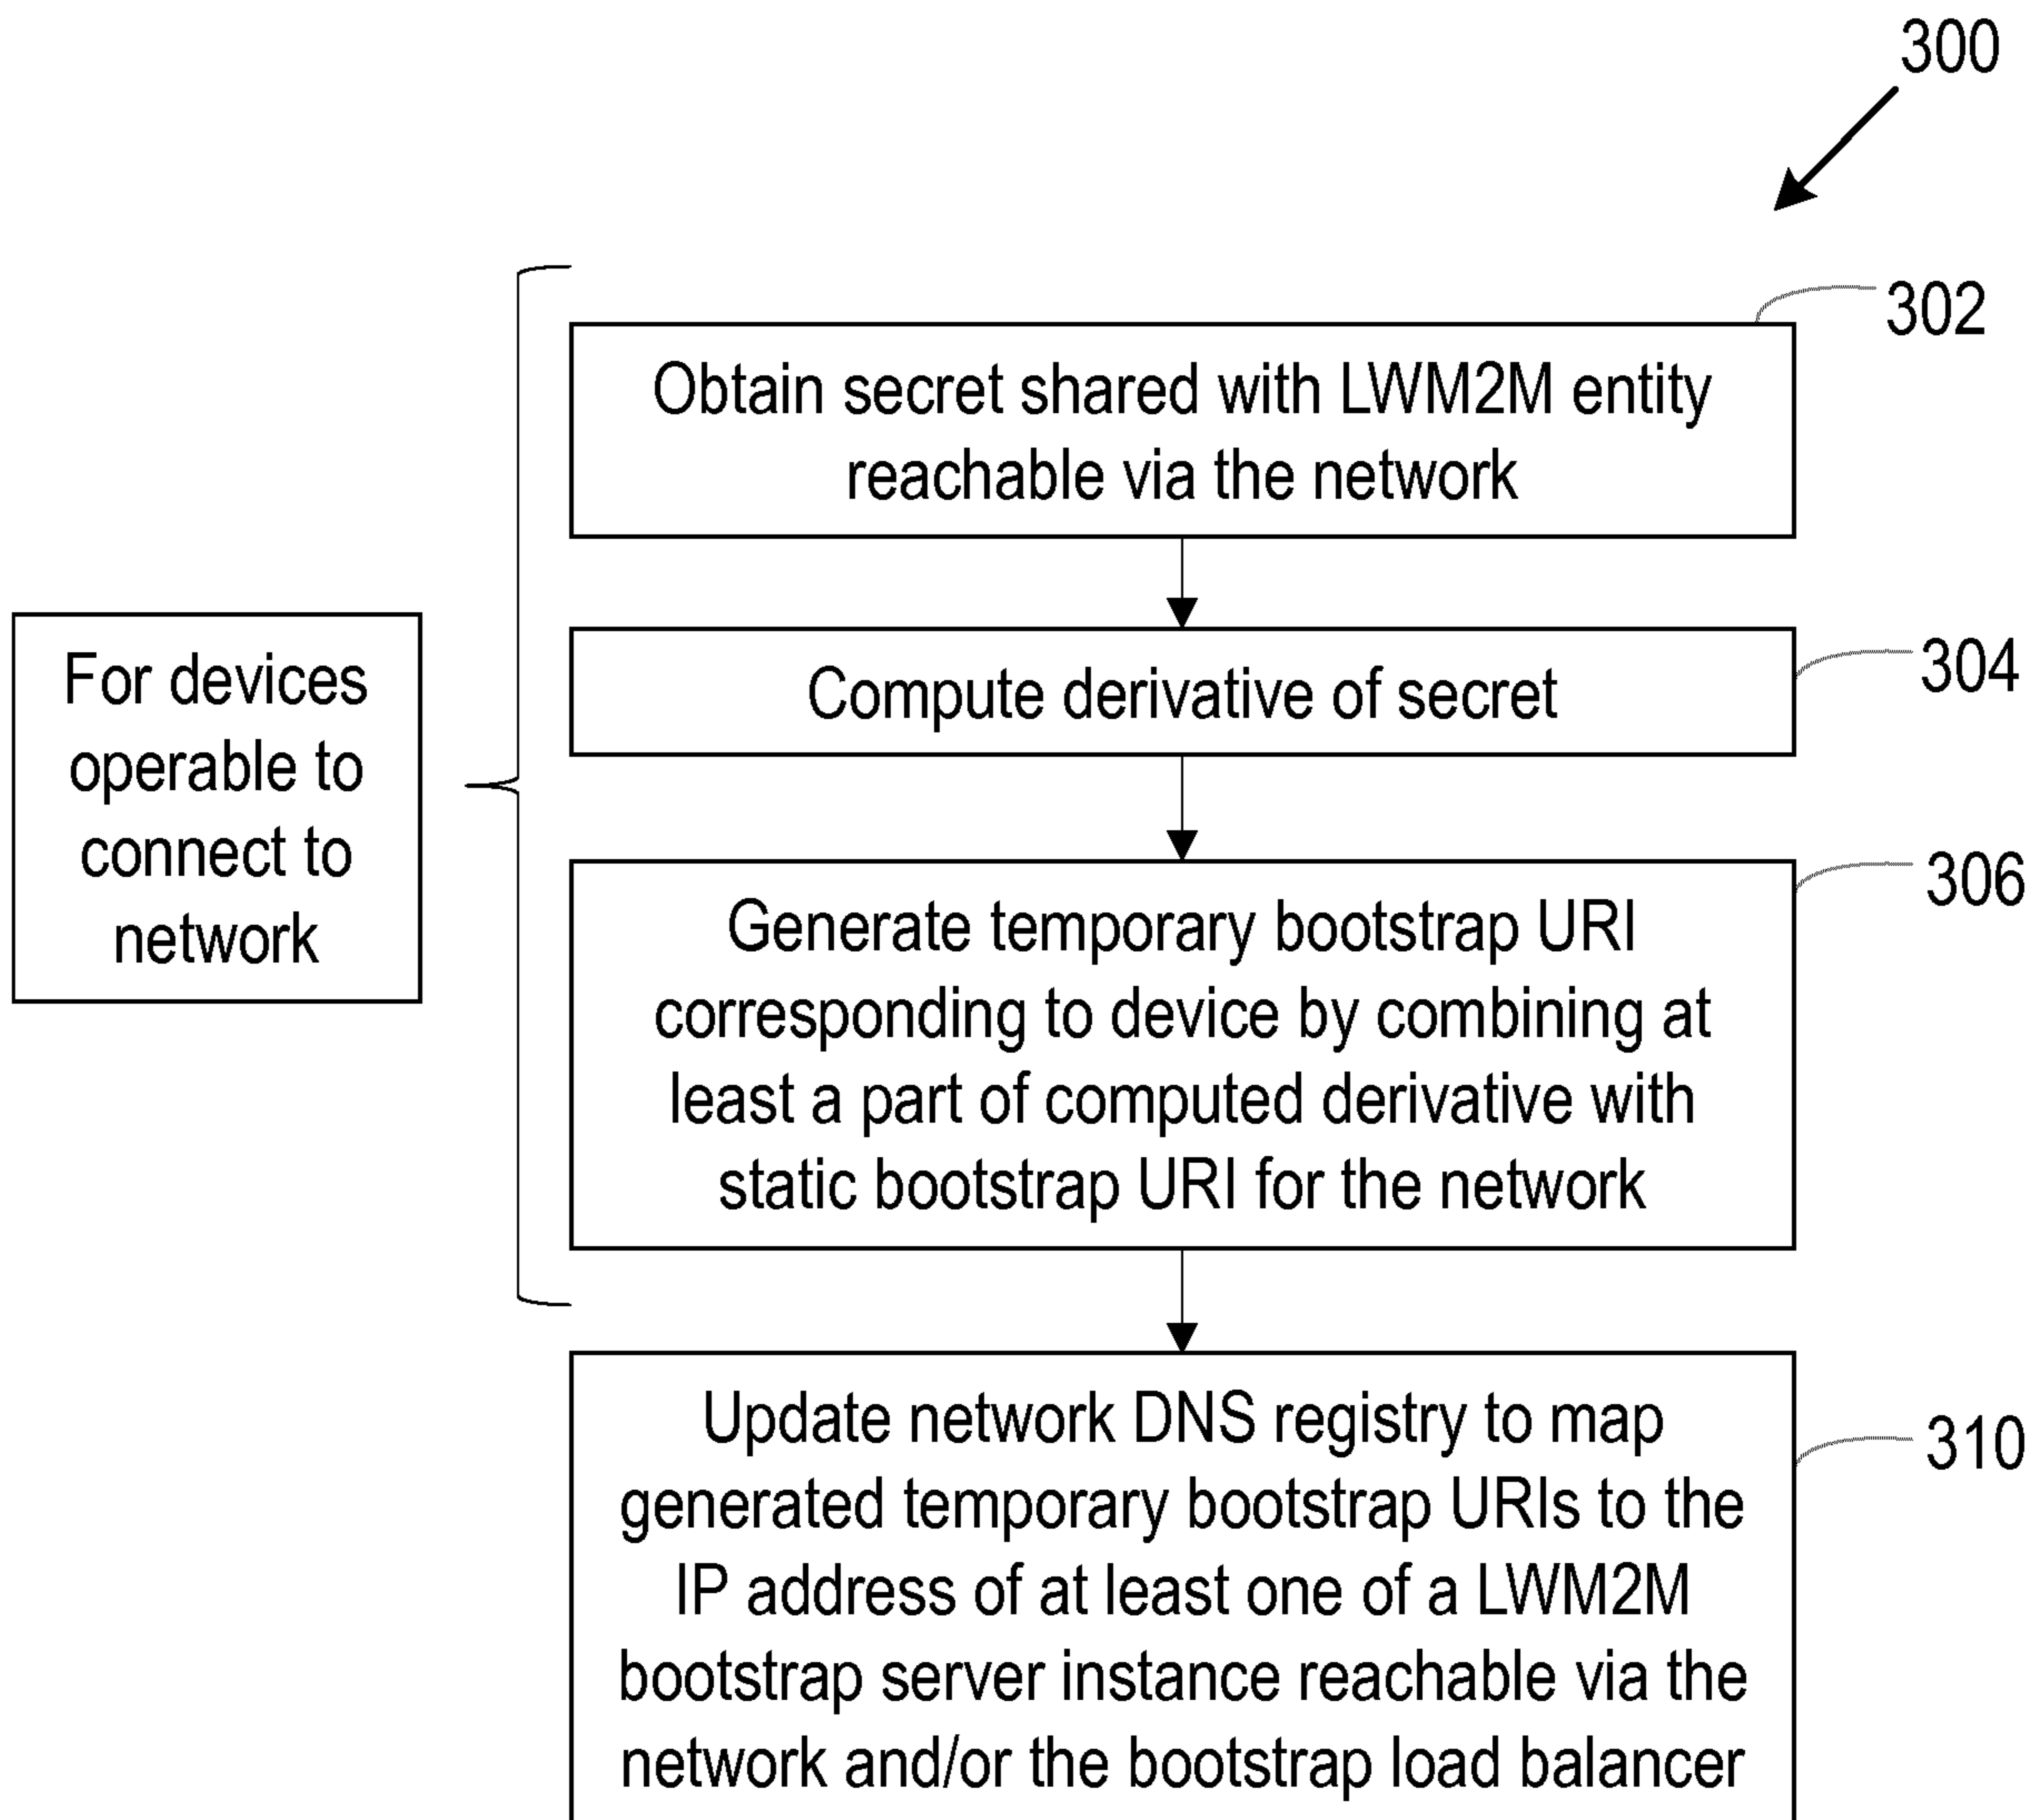 300
302
Obtain secret shared with LWM2M entity
reachable via the network
304
Compute derivative of secret
For devices
operable to
connect to
network
306
Generate temporary bootstrap URI
corresponding to device by combining at
least a part of computed derivative with
static bootstrap URI for the network
310
Update network DNS registry to map
generated temporary bootstrap URIs to the
IP address of at least one of a LWM2M
bootstrap server instance reachable via the
network and/or the bootstrap load balancer